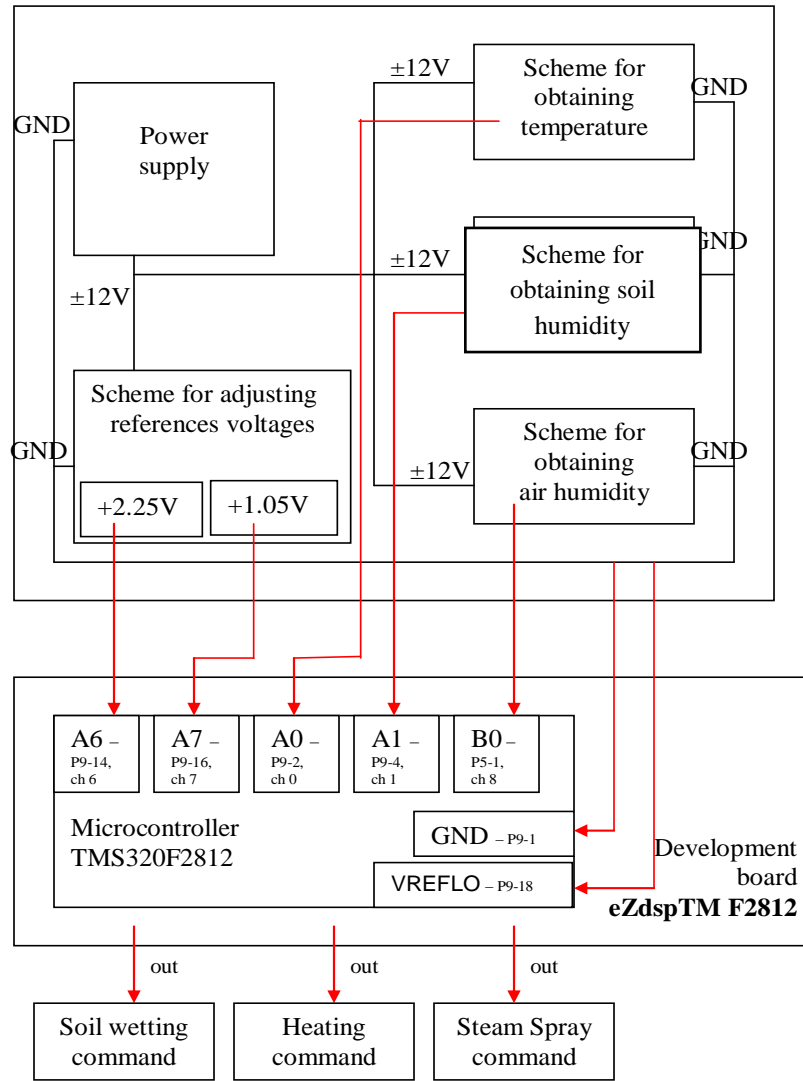 ±12V
Scheme for
obtaining
temperature
GND
GND
Power
supply
±12V
Scheme for
obtaining soil
humidity
GND
±12V
Scheme for adjusting
references voltages
GND
+2.25V
+1.05V
±12V
Scheme for
obtaining
air humidity
GND
A6 –
P9-14,
ch 6
A7 –
P9-16,
ch 7
A0 –
P9-2,
ch 0
A1 –
P9-4,
ch 1
B0 –
P5-1,
ch 8
Microcontroller
TMS320F2812
GND – P9-1
VREFLO – P9-18
Development
board
eZdspTM F2812
out
out
out
Soil wetting
command
Heating
command
Steam Spray
command